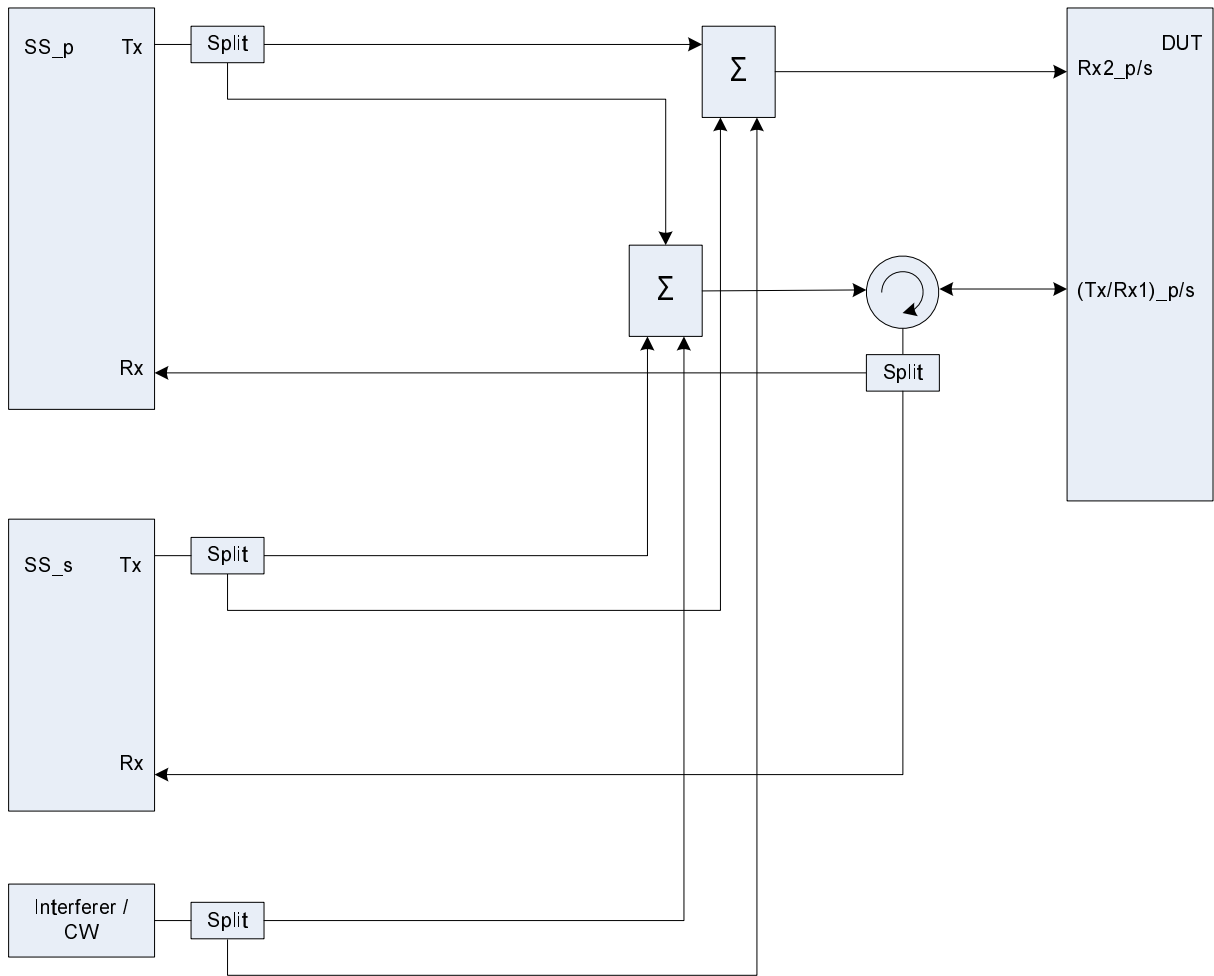 SS_p Tx
Split
Σ
DUT
Rx2_p/s
Σ
(Tx/Rx1)_p/s
Rx
Split
SS_s Tx
Split
Rx
Interferer /
CW
Split